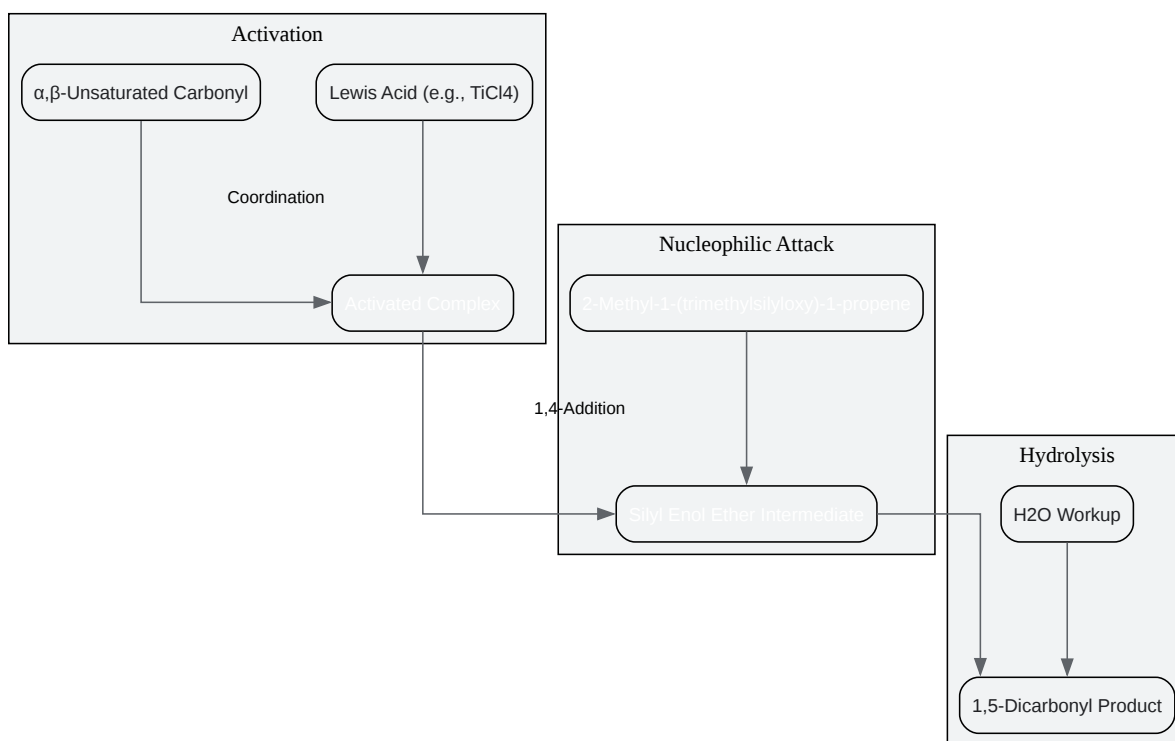 Activation
α,β-Unsaturated Carbonyl
Lewis Acid (e.g., TiCl4)
Coordination
Activated Complex
Nucleophilic Attack
2-Methyl-1-(trimethylsilyloxy)-1-propene
1,4-Addition
Silyl Enol Ether Intermediate
Hydrolysis
H2O Workup
1,5-Dicarbonyl Product